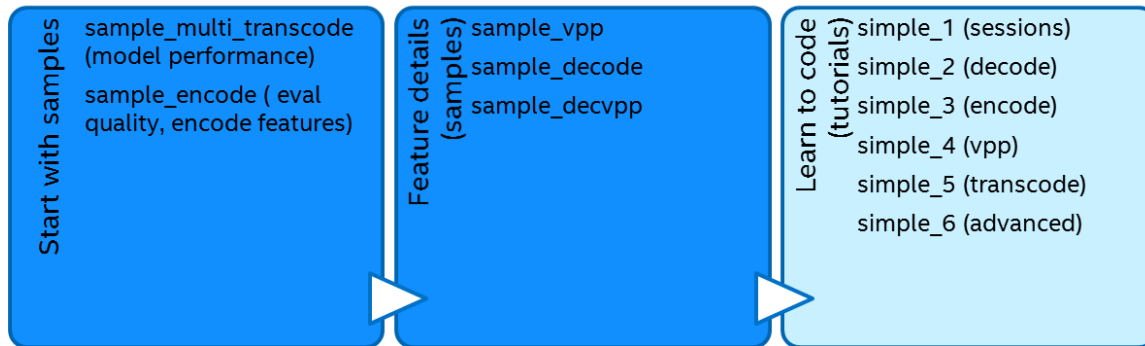 Start with samples
sample_multi_transcode
(model performance)
sample_encode ( eval
quality, encode features)
Feature details
(samples)
sample_vpp
sample_decode
sample_decvpp
Learn to code
(tutorials)
simple_1 (sessions)
simple_2 (decode)
simple_3 (encode)
simple_4 (vpp)
simple_5 (transcode)
simple_6 (advanced)